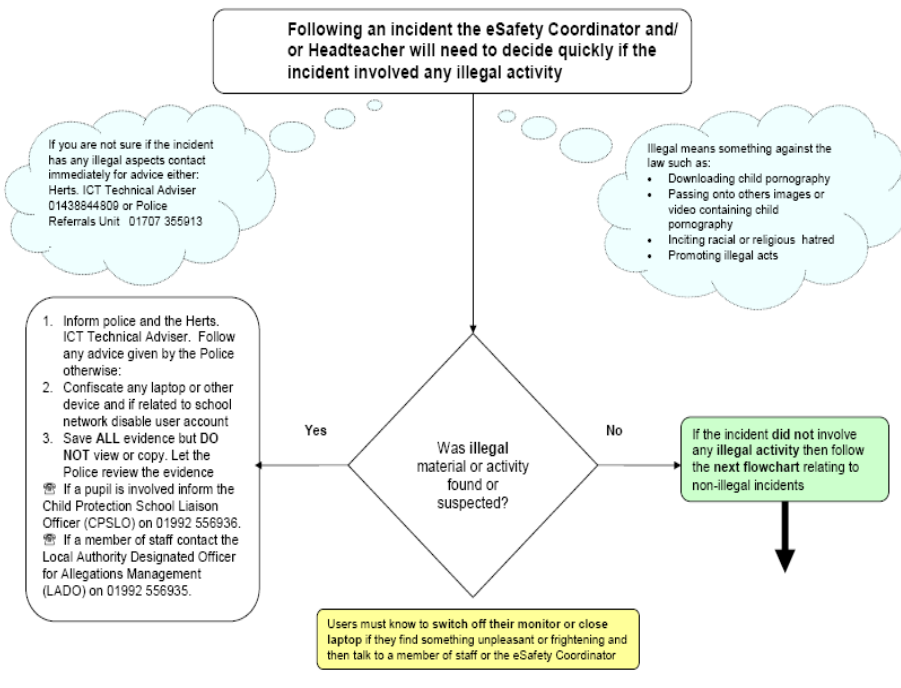 Following an incident the eSafety Coordinator and/
or Headteacher will need to decide quickly if the
incident involved any illegal activity
If you are not sure if the incident
has any illegal aspects contact
immediately for advice either:
Herts. ICT Technical Adviser
01438844809 or Police
Referrals Unit 01707 355913
.
Illegal means something against the
law such as:
• Downloading child pornography
• Passing onto others images or
video containing child
pornography
• Inciting racial or religious hatred
• Promoting illegal acts
1. Inform police and the Herts.
ICT Technical Adviser. Follow
any advice given by the Police
otherwise:
2. Confiscate any laptop or other
device and if related to school
network disable user account
3. Save ALL evidence but DO
NOT view or copy. Let the
Police review the evidence
☏ If a pupil is involved inform the
Child Protection School Liaison
Officer (CPSLO) on 01992 556936.
☏ If a member of staff contact the
Local Authority Designated Officer
for Allegations Management
(LADO) on 01992 556935.
Yes
Was illegal
material or activity
found or
suspected?
No
If the incident did not involve
any illegal activity then follow
the next flowchart relating to
non-illegal incidents
Users must know to switch off their monitor or close
laptop if they find something unpleasant or frightening and
then talk to a member of staff or the eSafety Coordinator